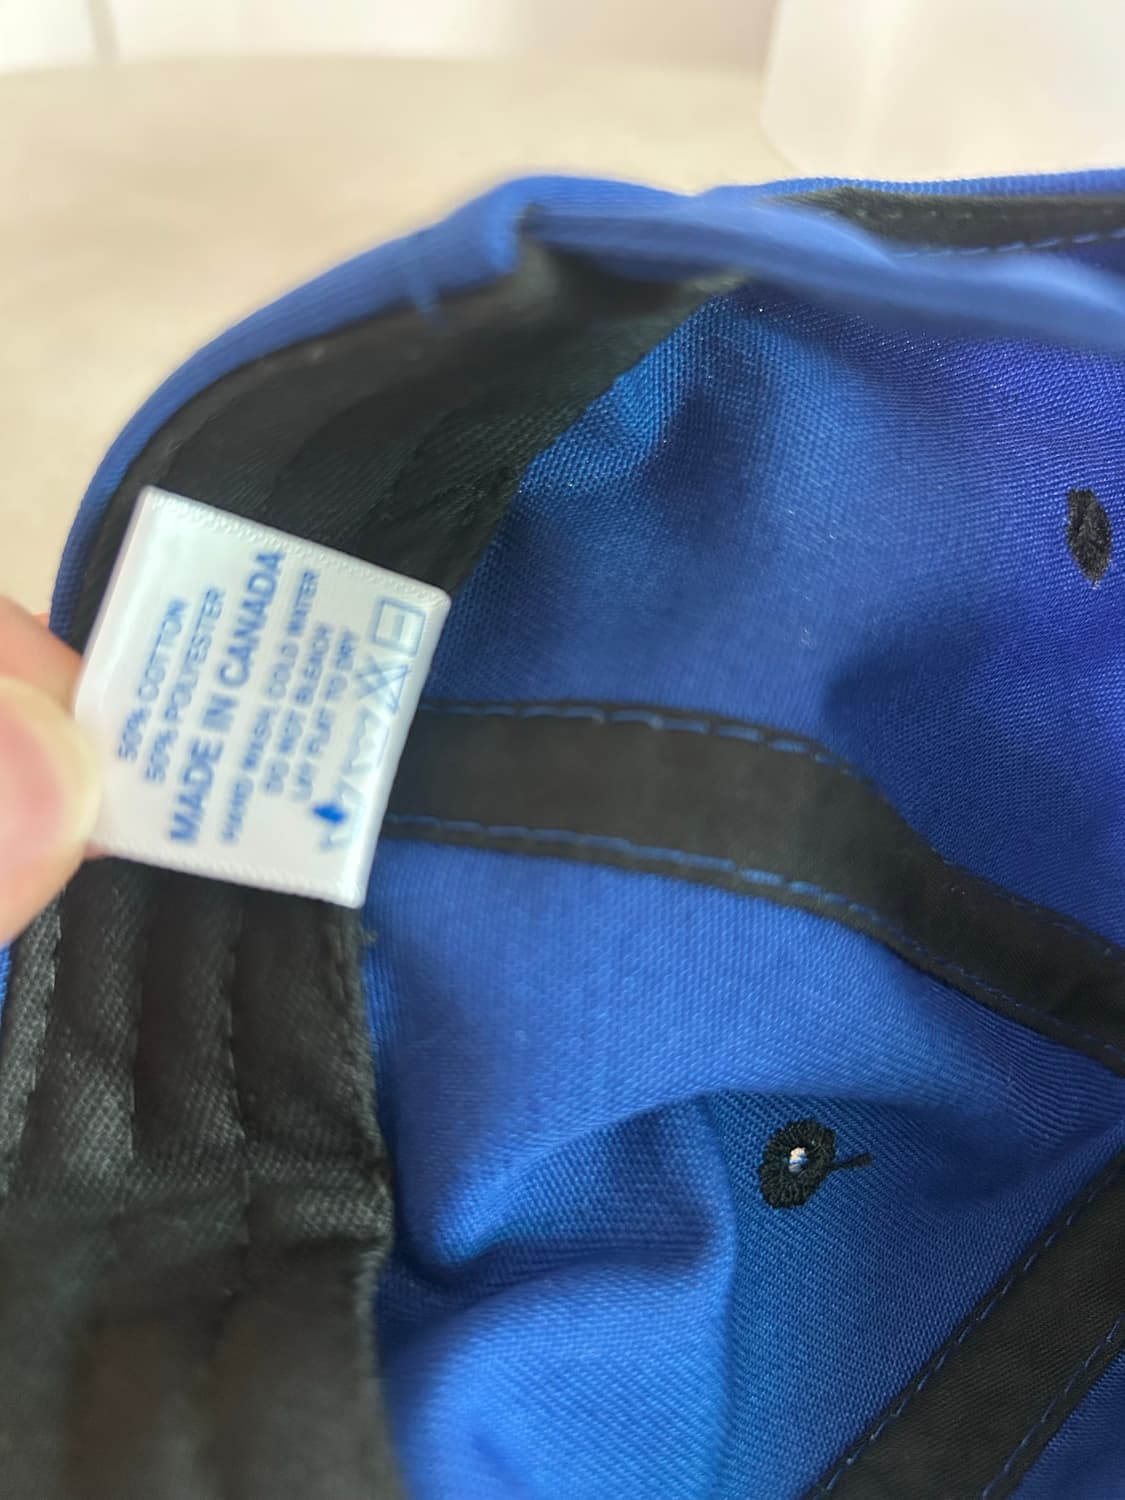 50% COTTON
50% POLYESTER
MADE IN CANADA
HAND WASH, COLD WATER
DO NOT BLEACH
LAY FLAT TO DRY